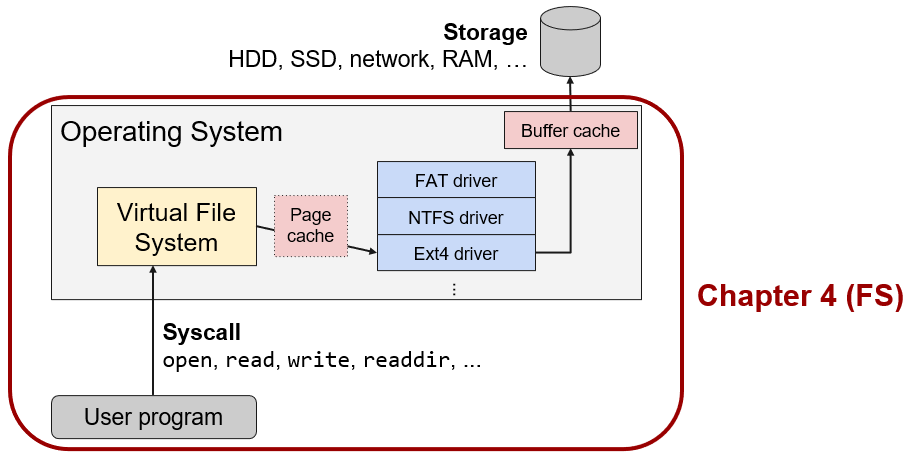 Storage
HDD, SSD, network, RAM, …
Operating System
Buffer cache
FAT driver
Virtual File
System
Page
cache
NTFS driver
Ext4 driver
...
Chapter 4 (FS)
Syscall
open, read, write, readdir, …
User program